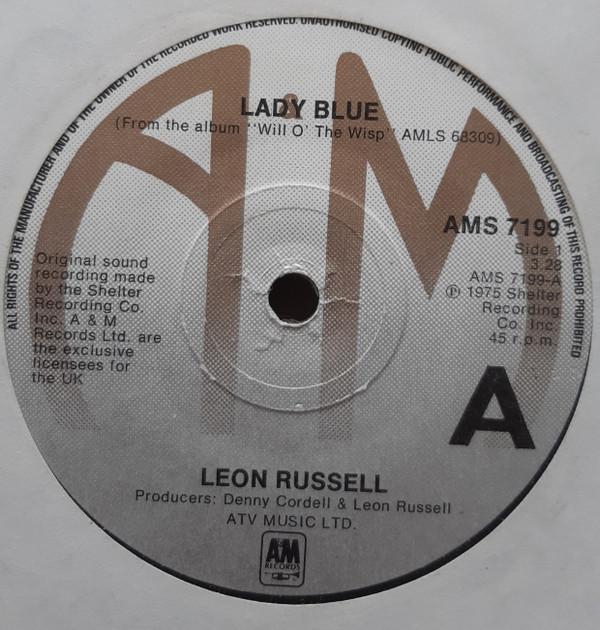 ALL RIGHTS OF THE MANUFACTURER AND OF THE OWNER OF THE RECORDED WORK RESERVED. UNAUTHORISED COPYING PUBLIC PERFORMANCE AND BROADCASTING OF THIS RECORD PROHIBITED
A&M
LADY BLUE
(From the album "Will O' The Wisp" AMLS 68309)
AMS 7199
Side 1
3.28
AMS 7199-A
℗ 1975 Shelter
Recording
Co. Inc.
45 r.p.m.
Original sound
recording made
by the Shelter
Recording Co.
Inc. A & M
Records Ltd. are
the exclusive
licensees for
the UK
A
LEON RUSSELL
Producers: Denny Cordell & Leon Russell
ATV MUSIC LTD.
AM
RECORDS